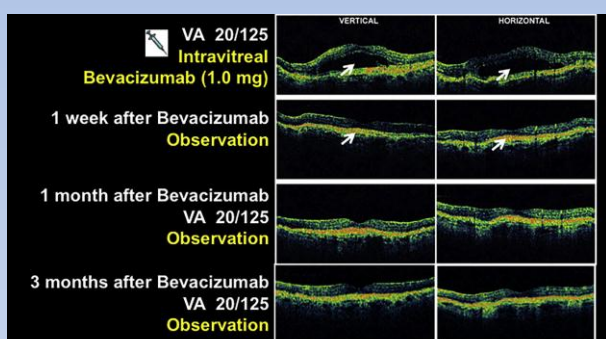 VERTICAL
HORIZONTAL
VA 20/125
Intravitreal
Bevacizumab (1.0 mg)
1 week after Bevacizumab
Observation
1 month after Bevacizumab
VA 20/125
Observation
3 months after Bevacizumab
VA 20/125
Observation